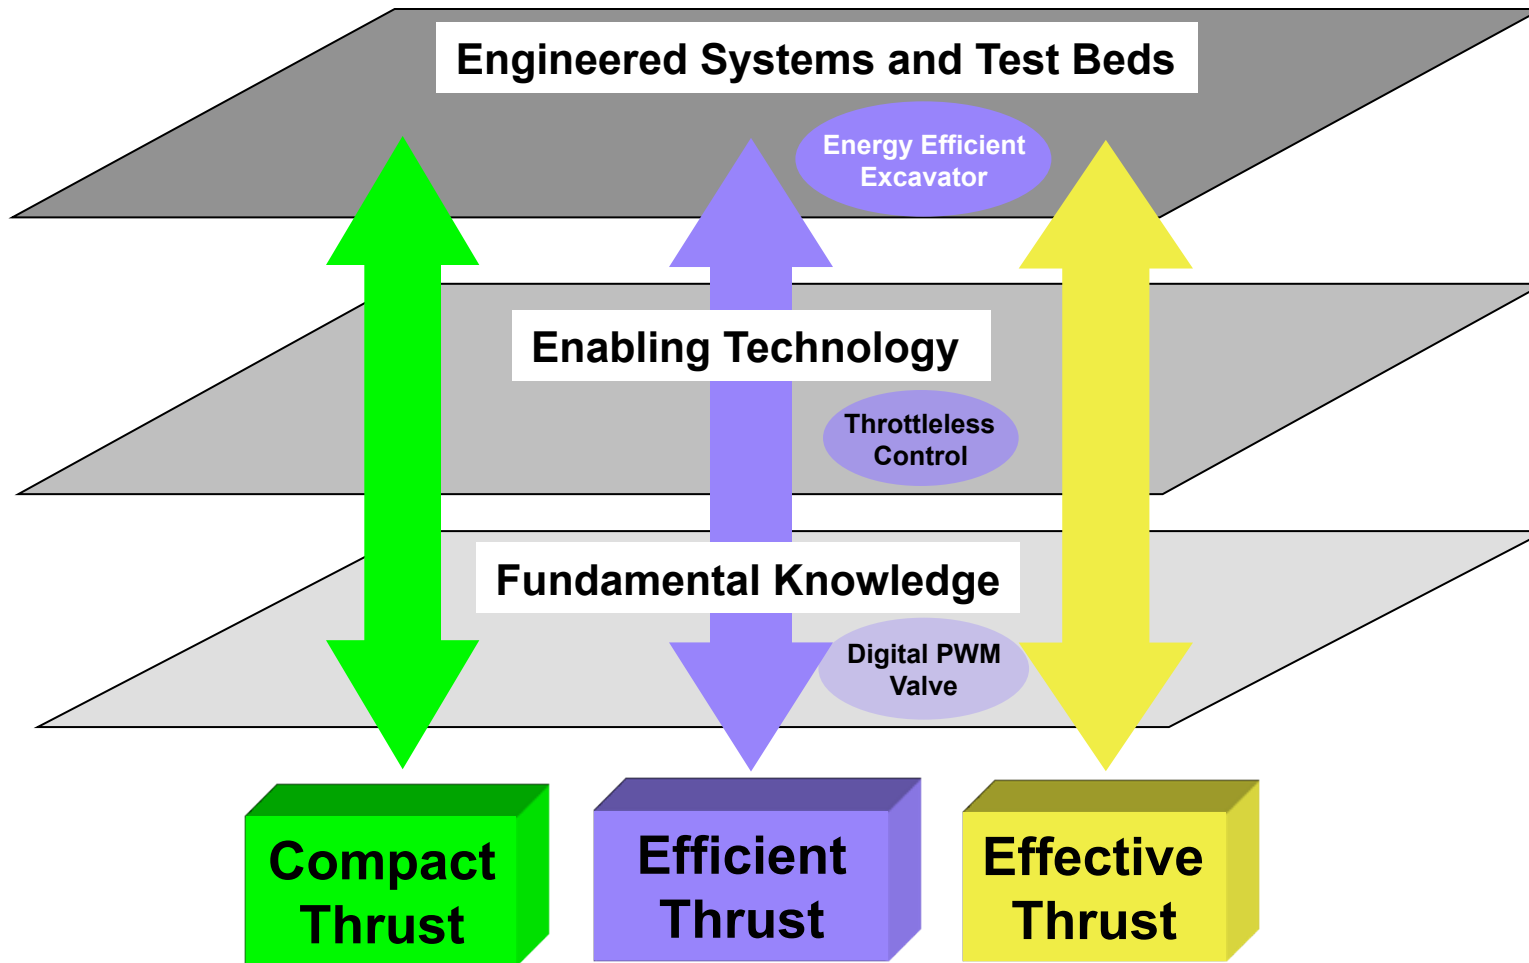 Engineered Systems and Test Beds
Energy Efficient
Excavator
Enabling Technology
Throttleless
Control
Fundamental Knowledge
Digital PWM
Valve
Compact
Thrust
Efficient
Thrust
Effective
Thrust